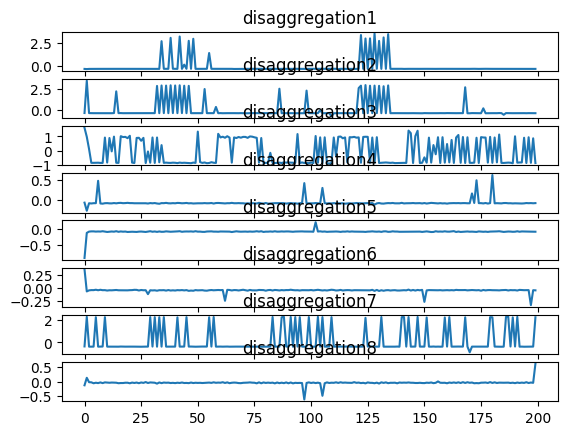 disaggregation1
2.5
0.0
disaggregation2
2.5
0.0
disaggregation3
1
0
−1
disaggregation4
0.5
0.0
disaggregation5
0.0
−0.5
disaggregation6
0.25
0.00
−0.25
disaggregation7
2
0
disaggregation8
0.5
0.0
−0.5
0 25 50 75 100 125 150 175 200